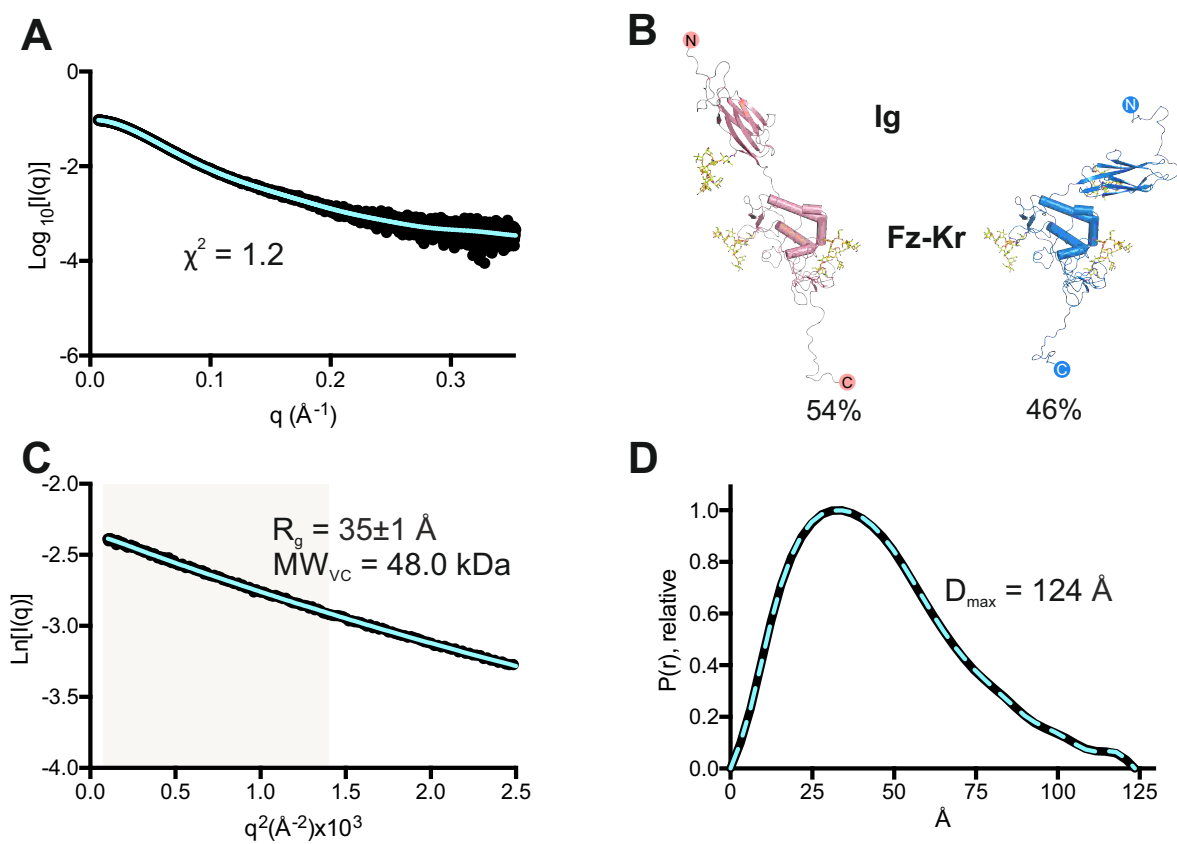 A
0
-2
-4
-6
Log 10[I(q)]
χ² = 1.2
0.0 0.1 0.2 0.3
q (Å⁻¹)
B
N
Ig
N
Fz-Kr
C
C
54% 46%
C
-2.0
-2.5
-3.0
-3.5
-4.0
Ln[I(q)]
Rg = 35±1 Å
MWVC = 48.0 kDa
0.0 0.5 1.0 1.5 2.0 2.5
q²(Å⁻²)x10³
D
1.0
0.8
0.6
0.4
0.2
0.0
P(r), relative
Dmax = 124 Å
0 25 50 75 100 125
Å